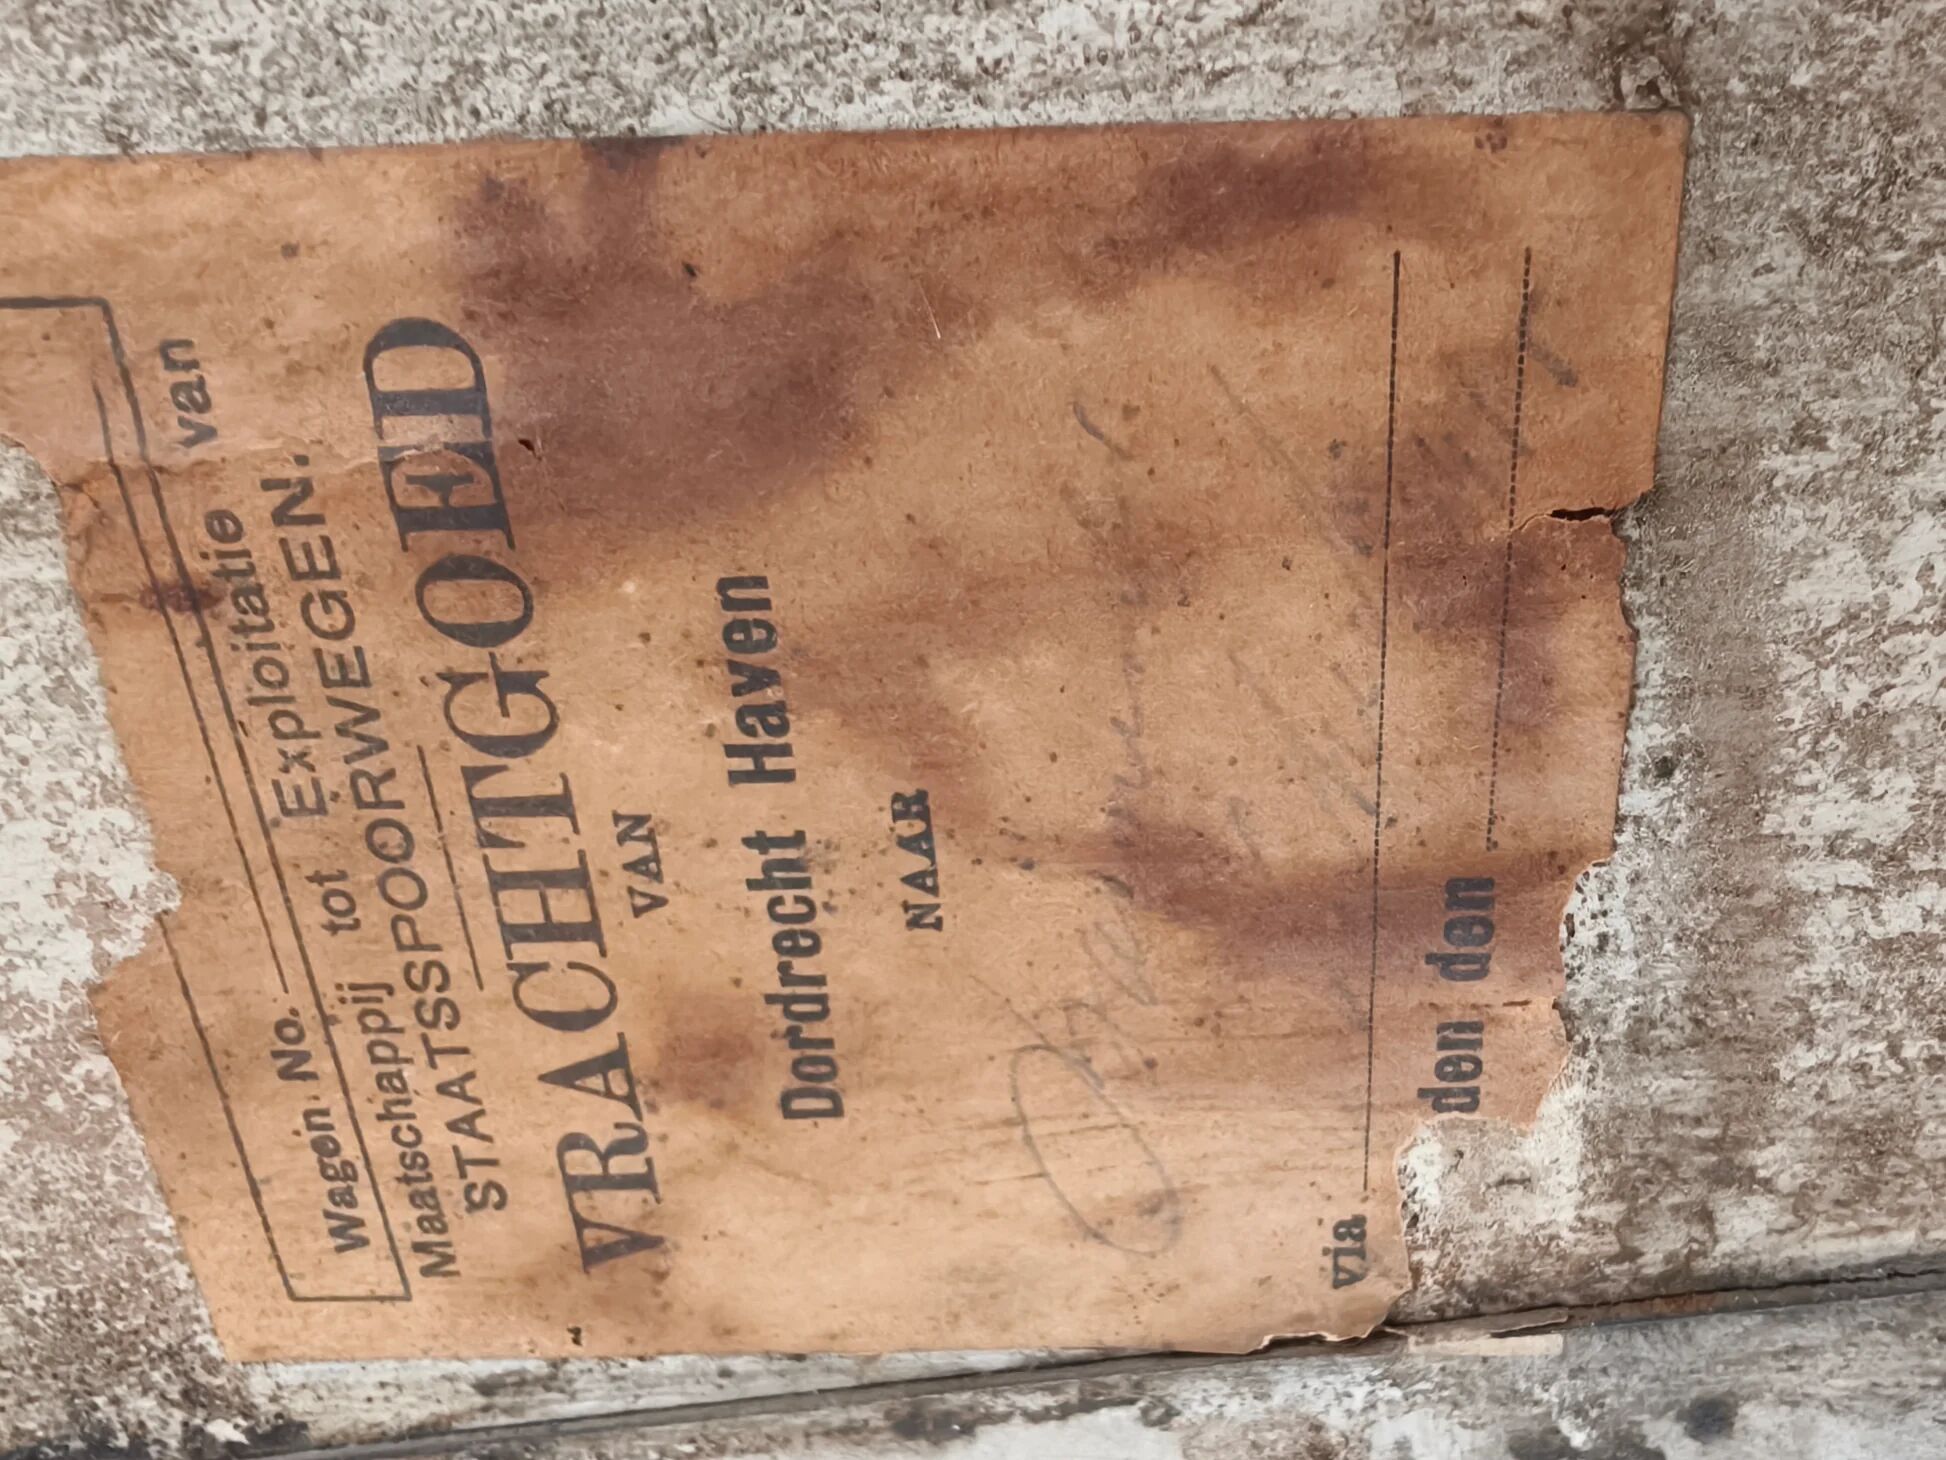 Wagen No.
Maatschappij tot Exploitatie van
STAATSSPOORWEGEN.
VRACHTGOED
VAN
Dordrecht Haven
NAAR
via
den den